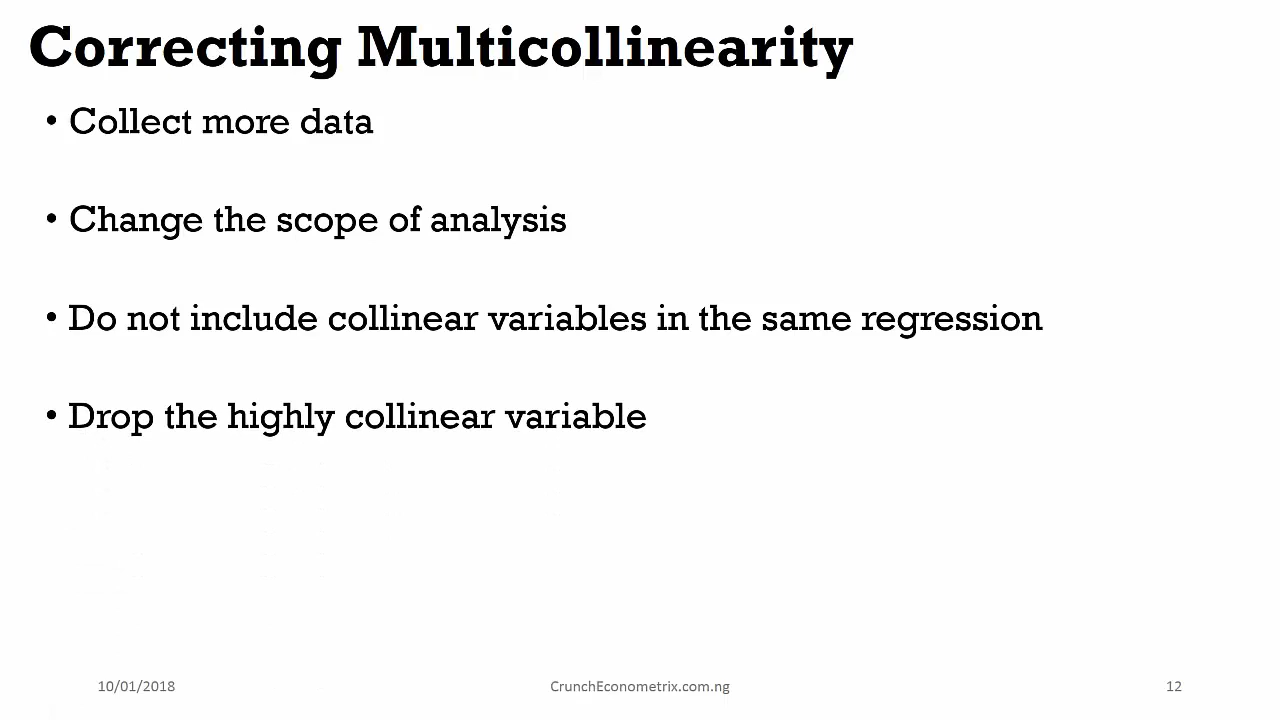 Correcting Multicollinearity
• Collect more data
• Change the scope of analysis
• Do not include collinear variables in the same regression
• Drop the highly collinear variable
10/01/2018
CrunchEconometrix.com.ng
12